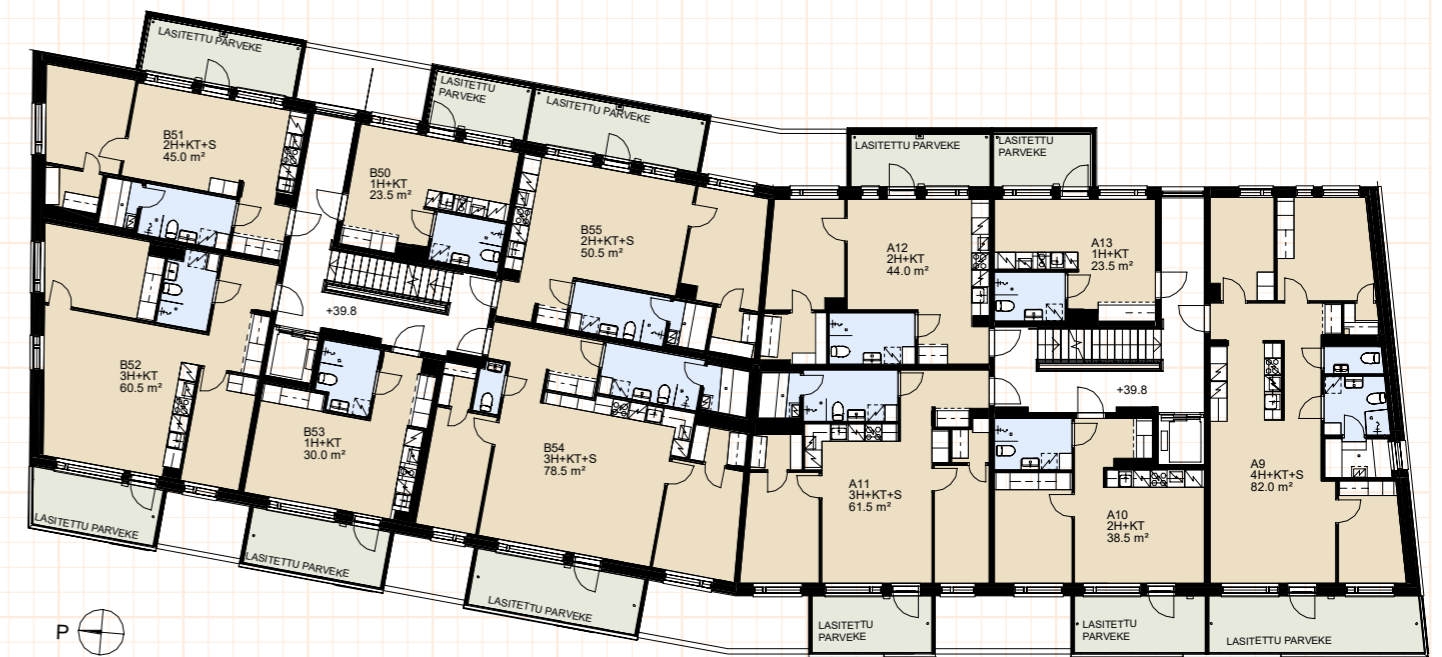 LASITETTU PARVEKE
B51
2H+KT+S
45.0 m²
LASITETTU
PARVEKE
LASITETTU PARVEKE
B50
1H+KT
23.5 m²
B55
2H+KT+S
50.5 m²
LASITETTU PARVEKE
LASITETTU
PARVEKE
A12
2H+KT
44.0 m²
A13
1H+KT
23.5 m²
+39.8
B52
3H+KT
60.5 m²
B53
1H+KT
30.0 m²
B54
3H+KT+S
78.5 m²
+39.8
A11
3H+KT+S
61.5 m²
A10
2H+KT
38.5 m²
A9
4H+KT+S
82.0 m²
LASITETTU PARVEKE
LASITETTU PARVEKE
LASITETTU PARVEKE
LASITETTU
PARVEKE
LASITETTU
PARVEKE
LASITETTU PARVEKE
P